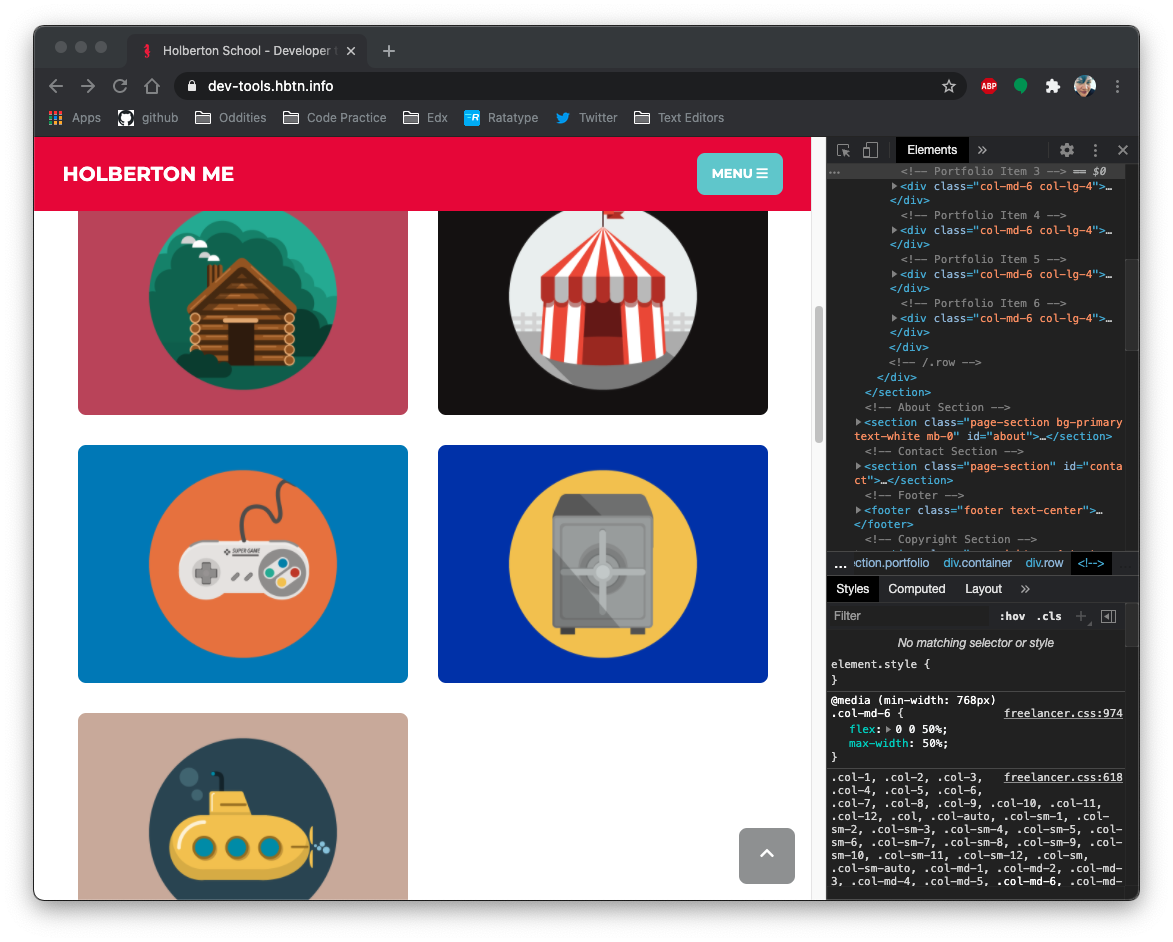 Holberton School - Developer
dev-tools.hbtn.info
ABP
Apps github Oddities Code Practice Edx Ratatype Twitter Text Editors
HOLBERTON ME
MENU
SUPER GAME
Elements
<!-- Portfolio Item 3 --> == $0
<div class="col-md-6 col-lg-4">…
</div>
<!-- Portfolio Item 4 -->
<div class="col-md-6 col-lg-4">…
</div>
<!-- Portfolio Item 5 -->
<div class="col-md-6 col-lg-4">…
</div>
<!-- Portfolio Item 6 -->
<div class="col-md-6 col-lg-4">…
</div>
</div>
<!-- /.row -->
</div>
</section>
<!-- About Section -->
<section class="page-section bg-primary
text-white mb-0" id="about">…</section>
<!-- Contact Section -->
<section class="page-section" id="conta
ct">…</section>
<!-- Footer -->
<footer class="footer text-center">…
</footer>
<!-- Copyright Section -->
... ction.portfolio div.container div.row <!-->
Styles Computed Layout
Filter :hov .cls
No matching selector or style
element.style {
}
@media (min-width: 768px)
.col-md-6 { freelancer.css:974
flex: 0 0 50%;
max-width: 50%;
}
.col-1, .col-2, .col-3, freelancer.css:618
.col-4, .col-5, .col-6,
.col-7, .col-8, .col-9, .col-10, .col-11,
.col-12, .col, .col-auto, .col-sm-1, .col-
sm-2, .col-sm-3, .col-sm-4, .col-sm-5, .col-
sm-6, .col-sm-7, .col-sm-8, .col-sm-9, .col-
sm-10, .col-sm-11, .col-sm-12, .col-sm,
.col-sm-auto, .col-md-1, .col-md-2, .col-md-
3, .col-md-4, .col-md-5, .col-md-6, .col-md-